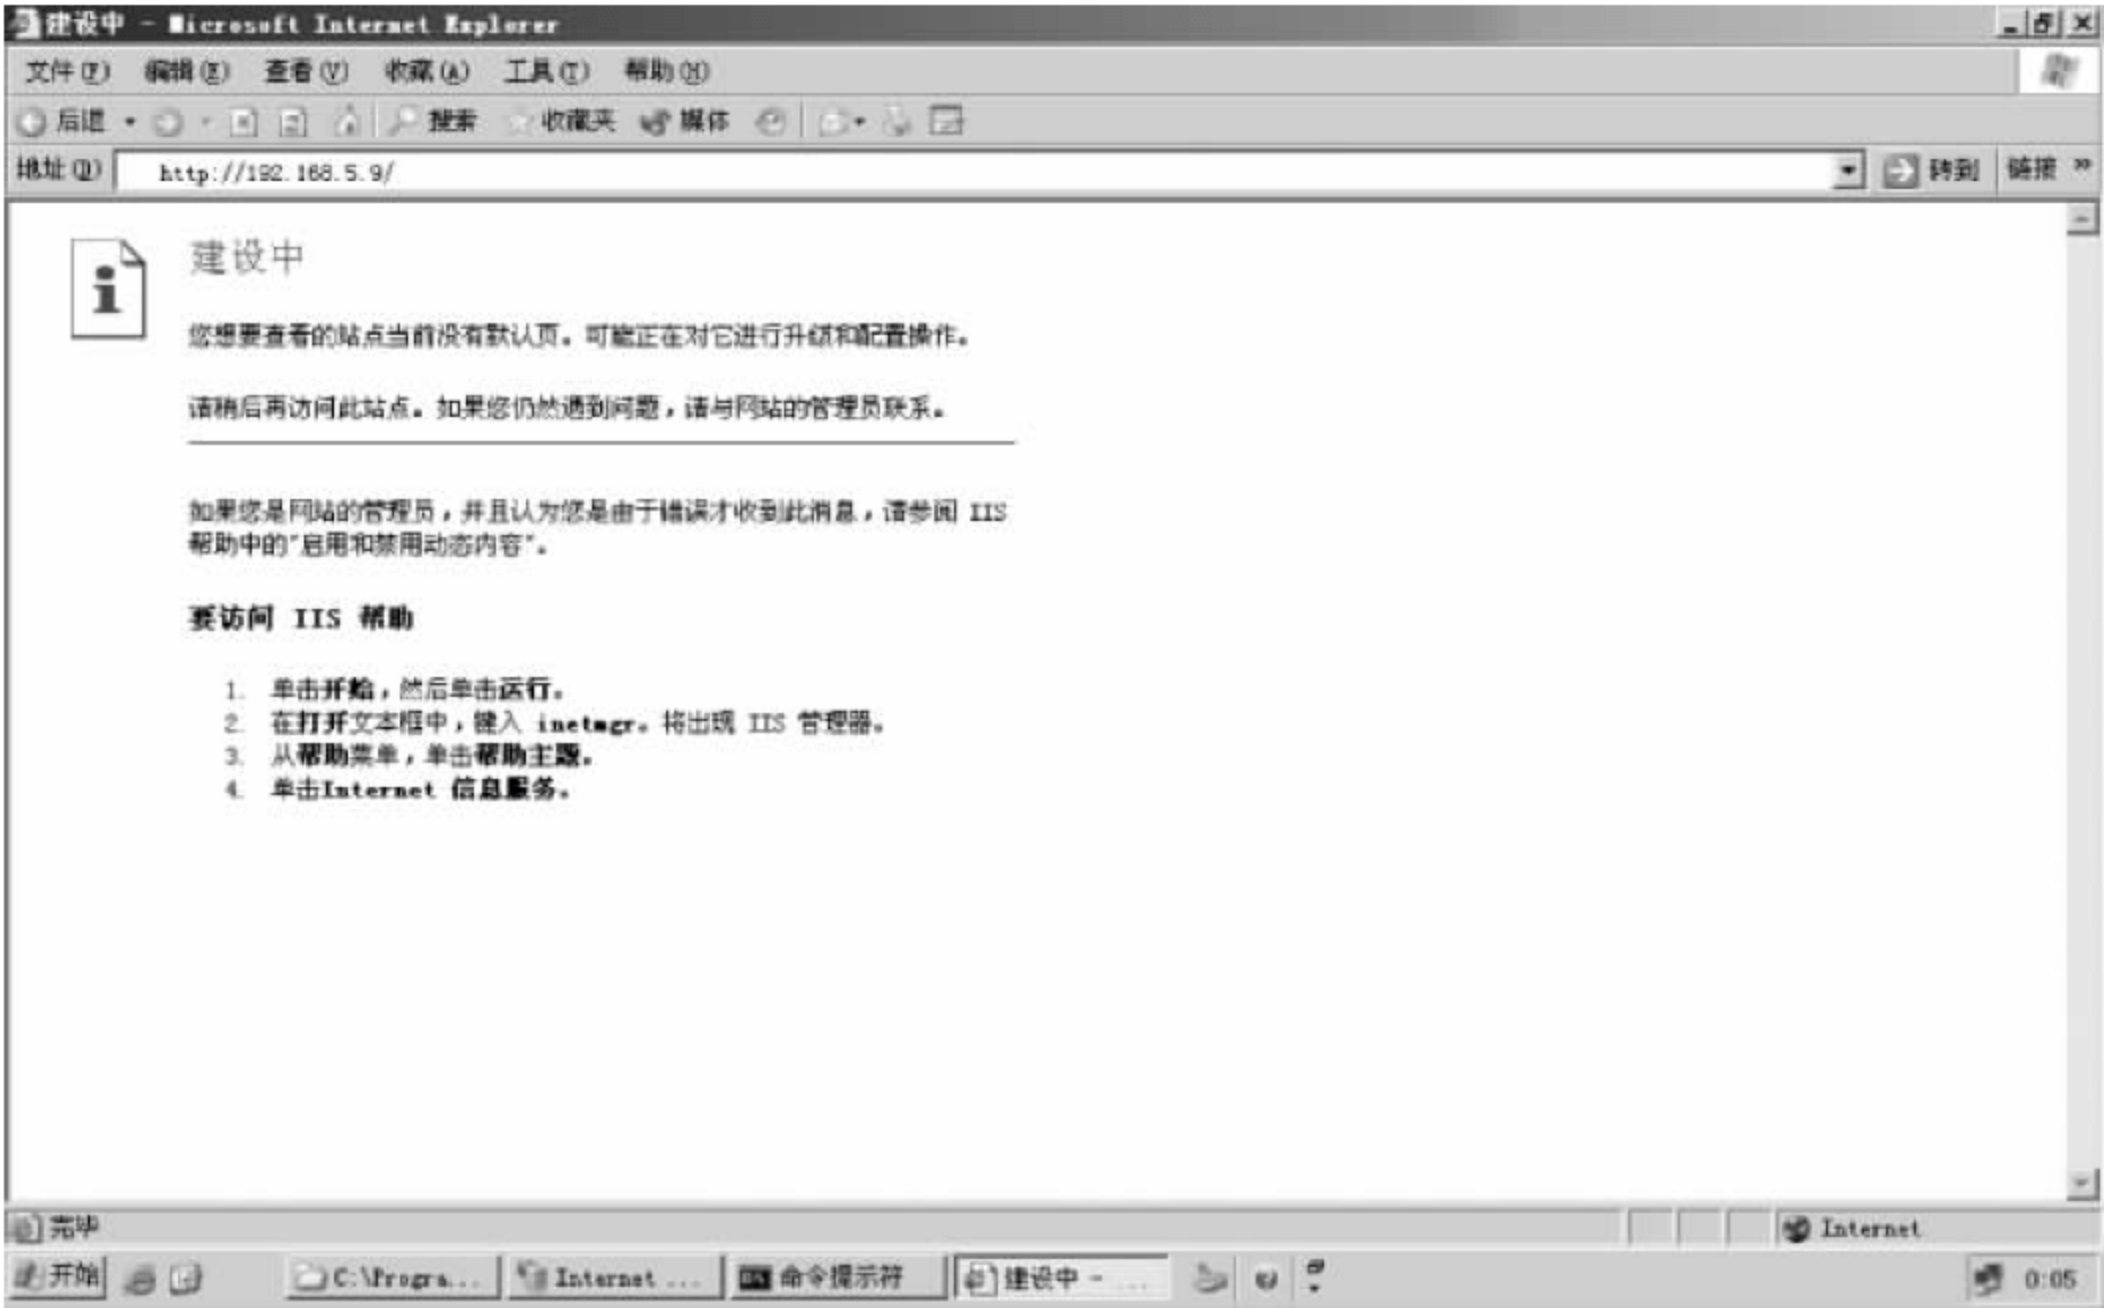 建设中 - Microsoft Internet Explorer
文件(F) 编辑(E) 查看(V) 收藏(A) 工具(T) 帮助(H)
后退 搜索 收藏夹 媒体
地址(D) http://192.168.5.9/ 转到 链接 »
建设中
您想要查看的站点当前没有默认页。可能正在对它进行升级和配置操作。
请稍后再访问此站点。如果您仍然遇到问题，请与网站的管理员联系。
如果您是网站的管理员，并且认为您是由于错误才收到此消息，请参阅 IIS
帮助中的"启用和禁用动态内容"。
要访问 IIS 帮助
1. 单击开始，然后单击运行。
2. 在打开文本框中，键入 inetmgr。将出现 IIS 管理器。
3. 从帮助菜单，单击帮助主题。
4. 单击Internet 信息服务。
完毕 Internet
开始 C:\Progra... Internet ... 命令提示符 建设中 - ... 0:05